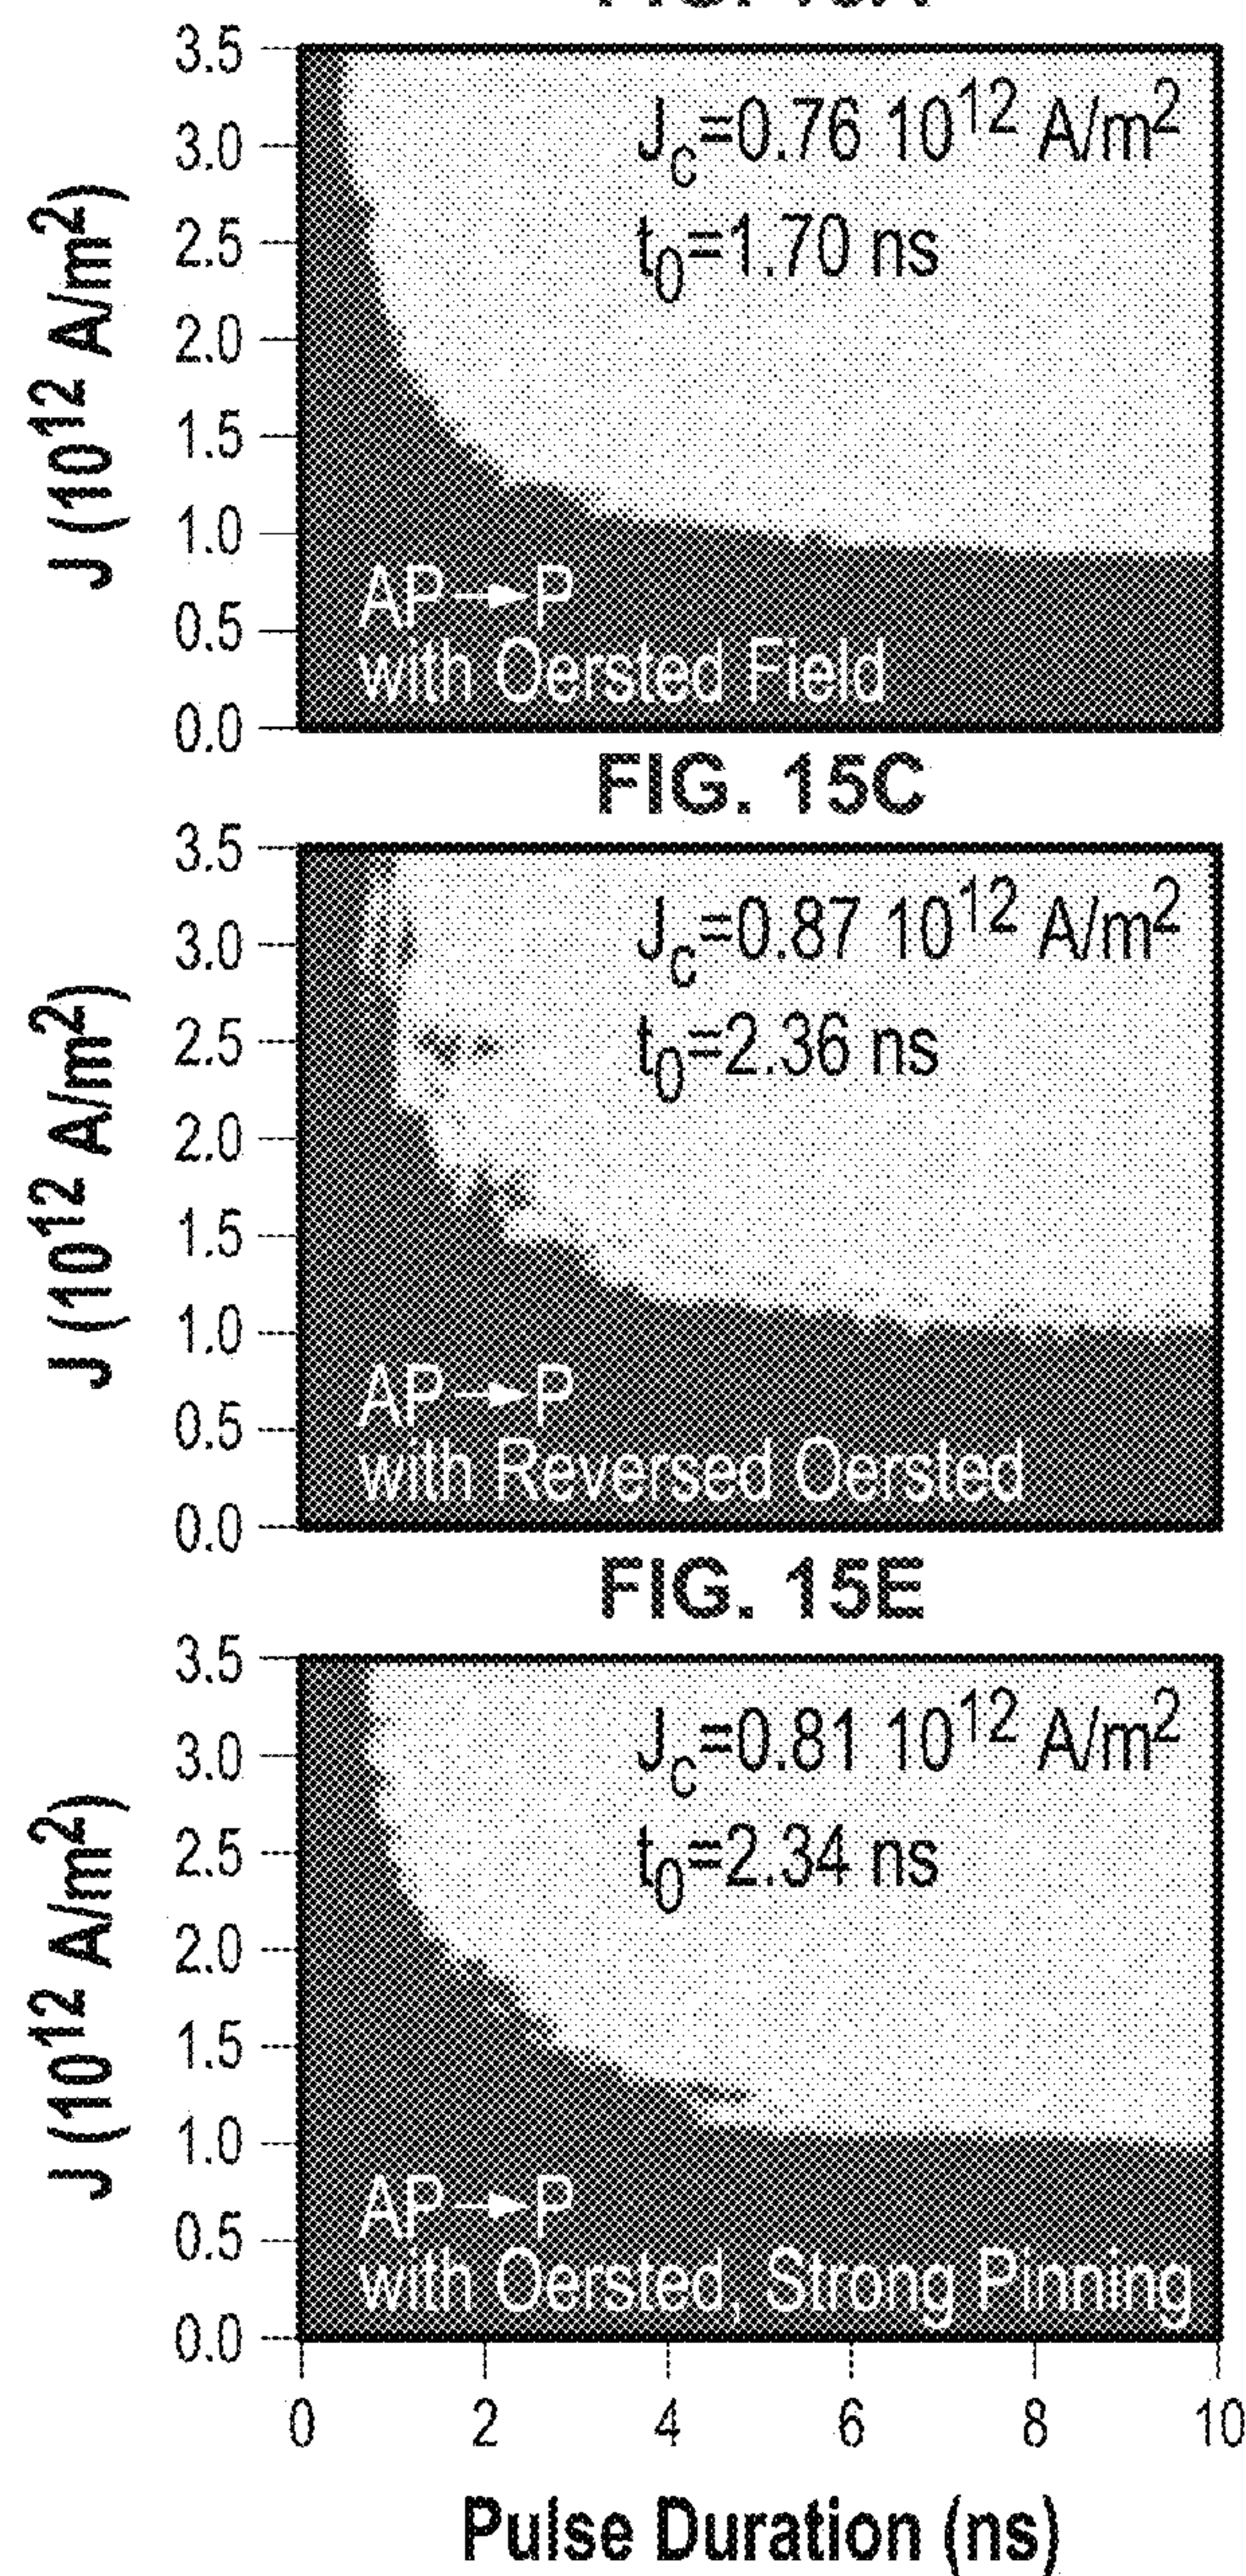 3.5
3.0
2.5
2.0
1.5
1.0
0.5
0.0
J (10¹² A/m²)
J_c=0.76 10¹² A/m²
t₀=1.70 ns
AP→P
with Oersted Field
FIG. 15C
3.5
3.0
2.5
2.0
1.5
1.0
0.5
0.0
J (10¹² A/m²)
J_c=0.87 10¹² A/m²
t₀=2.36 ns
AP→P
with Reversed Oersted
FIG. 15E
3.5
3.0
2.5
2.0
1.5
1.0
0.5
0.0
J (10¹² A/m²)
J_c=0.81 10¹² A/m²
t₀=2.34 ns
AP→P
with Oersted, Strong Pinning
0 2 4 6 8 10
Pulse Duration (ns)